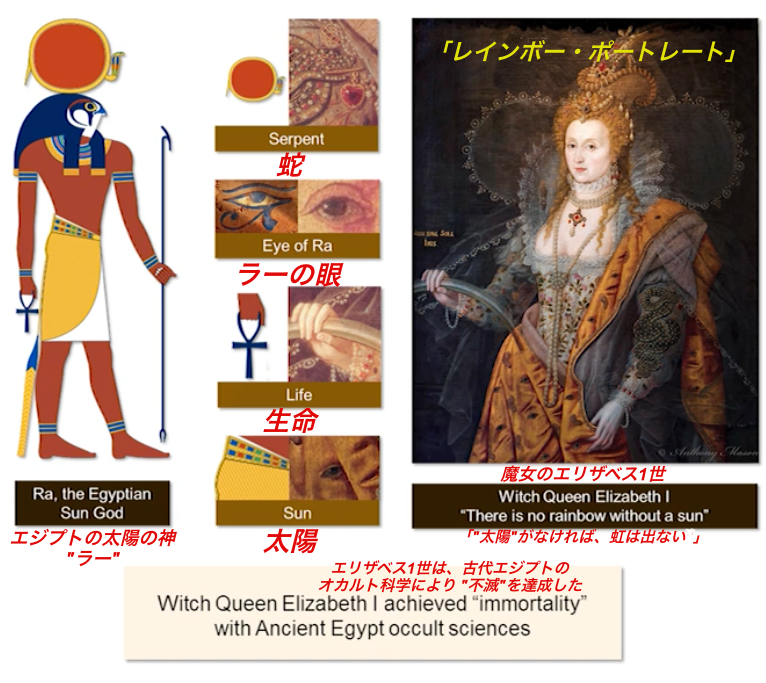 「レインボー・ポートレート」
Serpent
蛇
Eye of Ra
ラーの眼
Life
生命
Sun
太陽
Ra, the Egyptian
Sun God
エジプトの太陽の神
"ラー"
© Anthony Mason
魔女のエリザベス1世
Witch Queen Elizabeth I
“There is no rainbow without a sun”
「"太陽"がなければ、虹は出ない」
エリザベス1世は、古代エジプトの
オカルト科学により "不滅"を達成した
Witch Queen Elizabeth I achieved “immortality”
with Ancient Egypt occult sciences